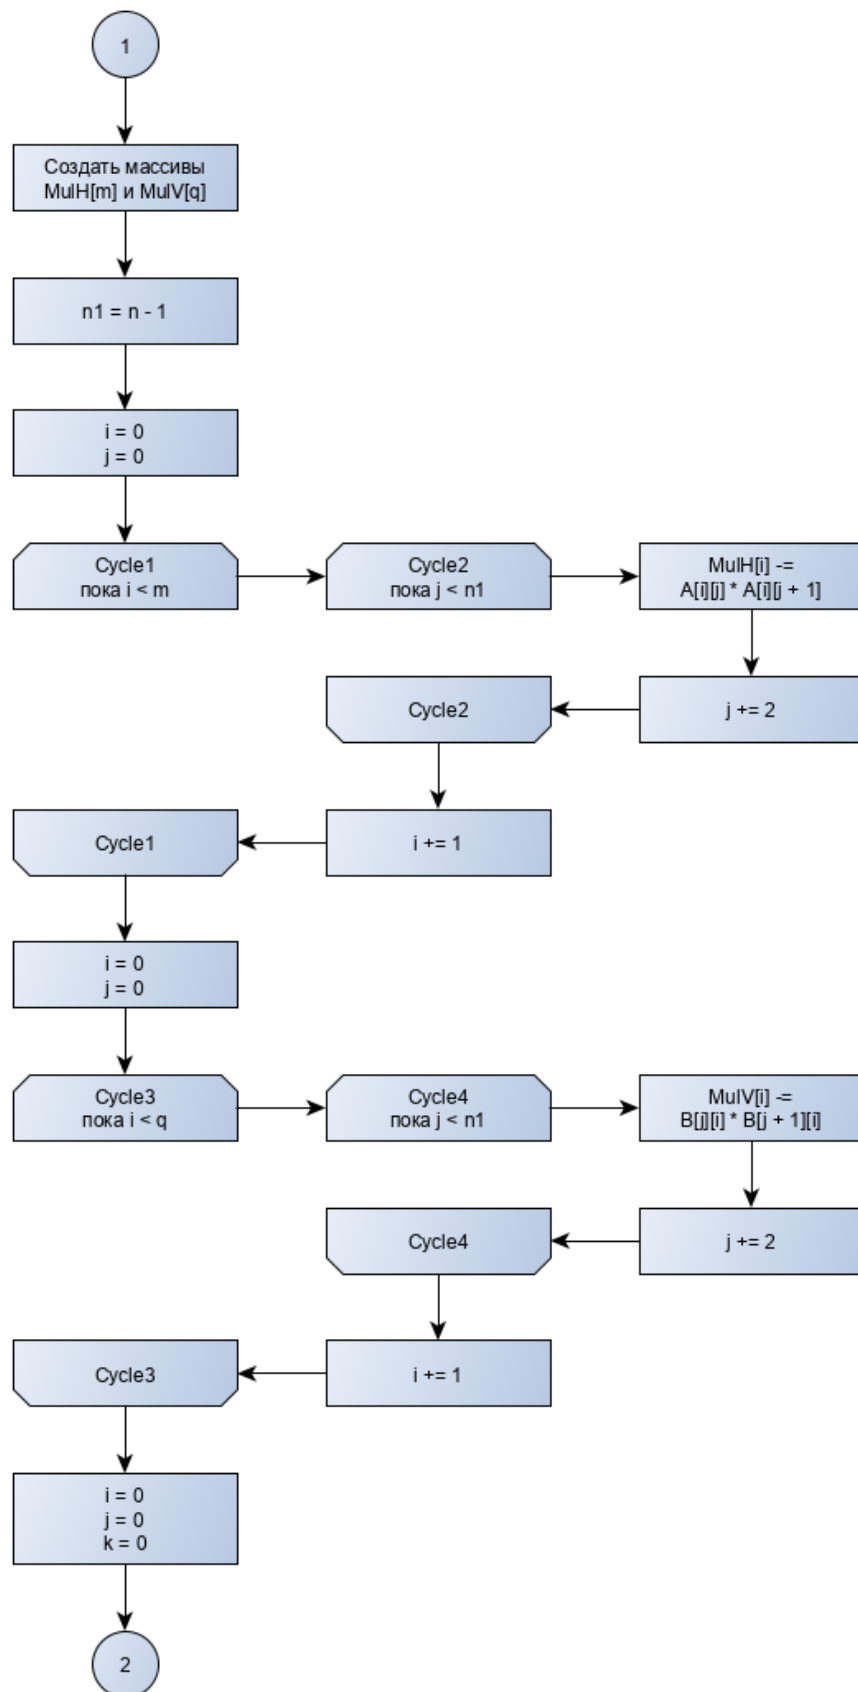 1
Создать массивы
MulH[m] и MulV[q]
n1 = n - 1
i = 0
j = 0
Cycle1
пока i < m
Cycle2
пока j < n1
MulH[i] -=
A[i][j] * A[i][j + 1]
j += 2
Cycle2
i += 1
Cycle1
i = 0
j = 0
Cycle3
пока i < q
Cycle4
пока j < n1
MulV[i] -=
B[j][i] * B[j + 1][i]
j += 2
Cycle4
i += 1
Cycle3
i = 0
j = 0
k = 0
2